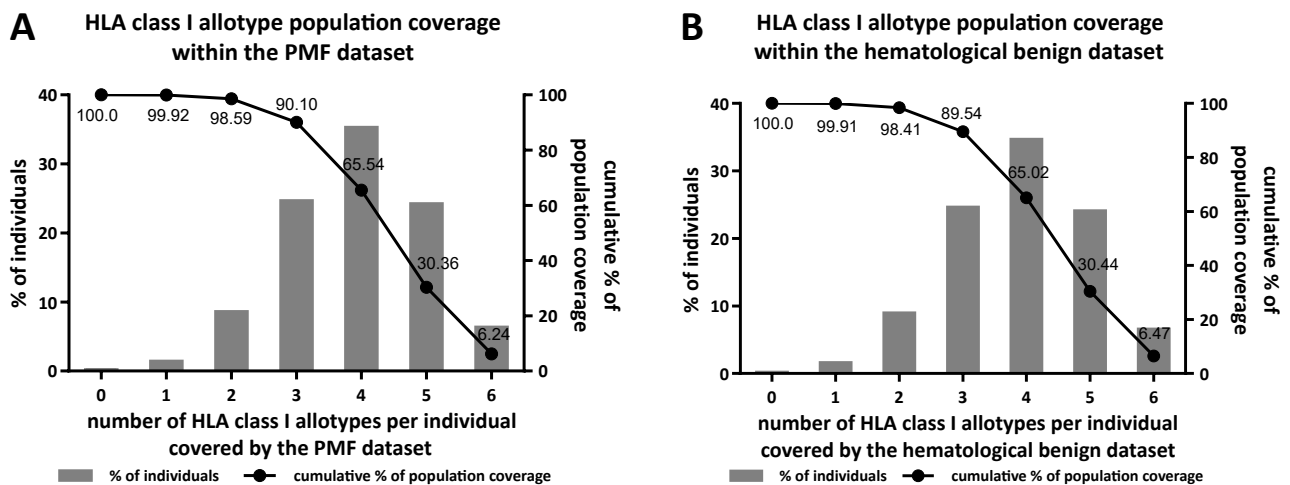 A
HLA class I allotype population coverage
within the PMF dataset
% of individuals
40
30
20
10
0
100.0
99.92
98.59
90.10
65.54
30.36
6.24
100
80
60
40
20
0
cumulative % of
population coverage
0 1 2 3 4 5 6
number of HLA class I allotypes per individual
covered by the PMF dataset
% of individuals
cumulative % of population coverage
B
HLA class I allotype population coverage
within the hematological benign dataset
% of individuals
40
30
20
10
0
100.0
99.91
98.41
89.54
65.02
30.44
6.47
100
80
60
40
20
0
cumulative % of
population coverage
0 1 2 3 4 5 6
number of HLA class I allotypes per individual
covered by the hematological benign dataset
% of individuals
cumulative % of population coverage